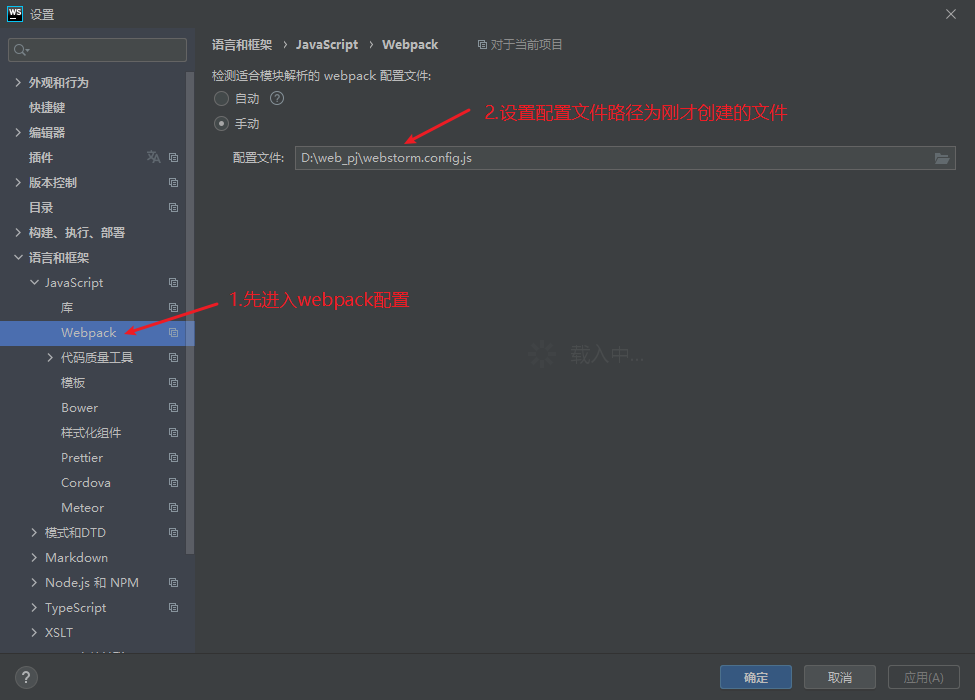 WS 设置
语言和框架 › JavaScript › Webpack 对于当前项目
检测适合模块解析的 webpack 配置文件:
自动 ?
手动
2.设置配置文件路径为刚才创建的文件
配置文件: D:\web_pj\webstorm.config.js
外观和行为
快捷键
编辑器
插件
版本控制
目录
构建、执行、部署
语言和框架
JavaScript
库
Webpack
1.先进入webpack配置
代码质量工具
模板
Bower
样式化组件
Prettier
Cordova
Meteor
模式和DTD
Markdown
Node.js 和 NPM
TypeScript
XSLT
载入中...
?
确定
取消
应用(A)